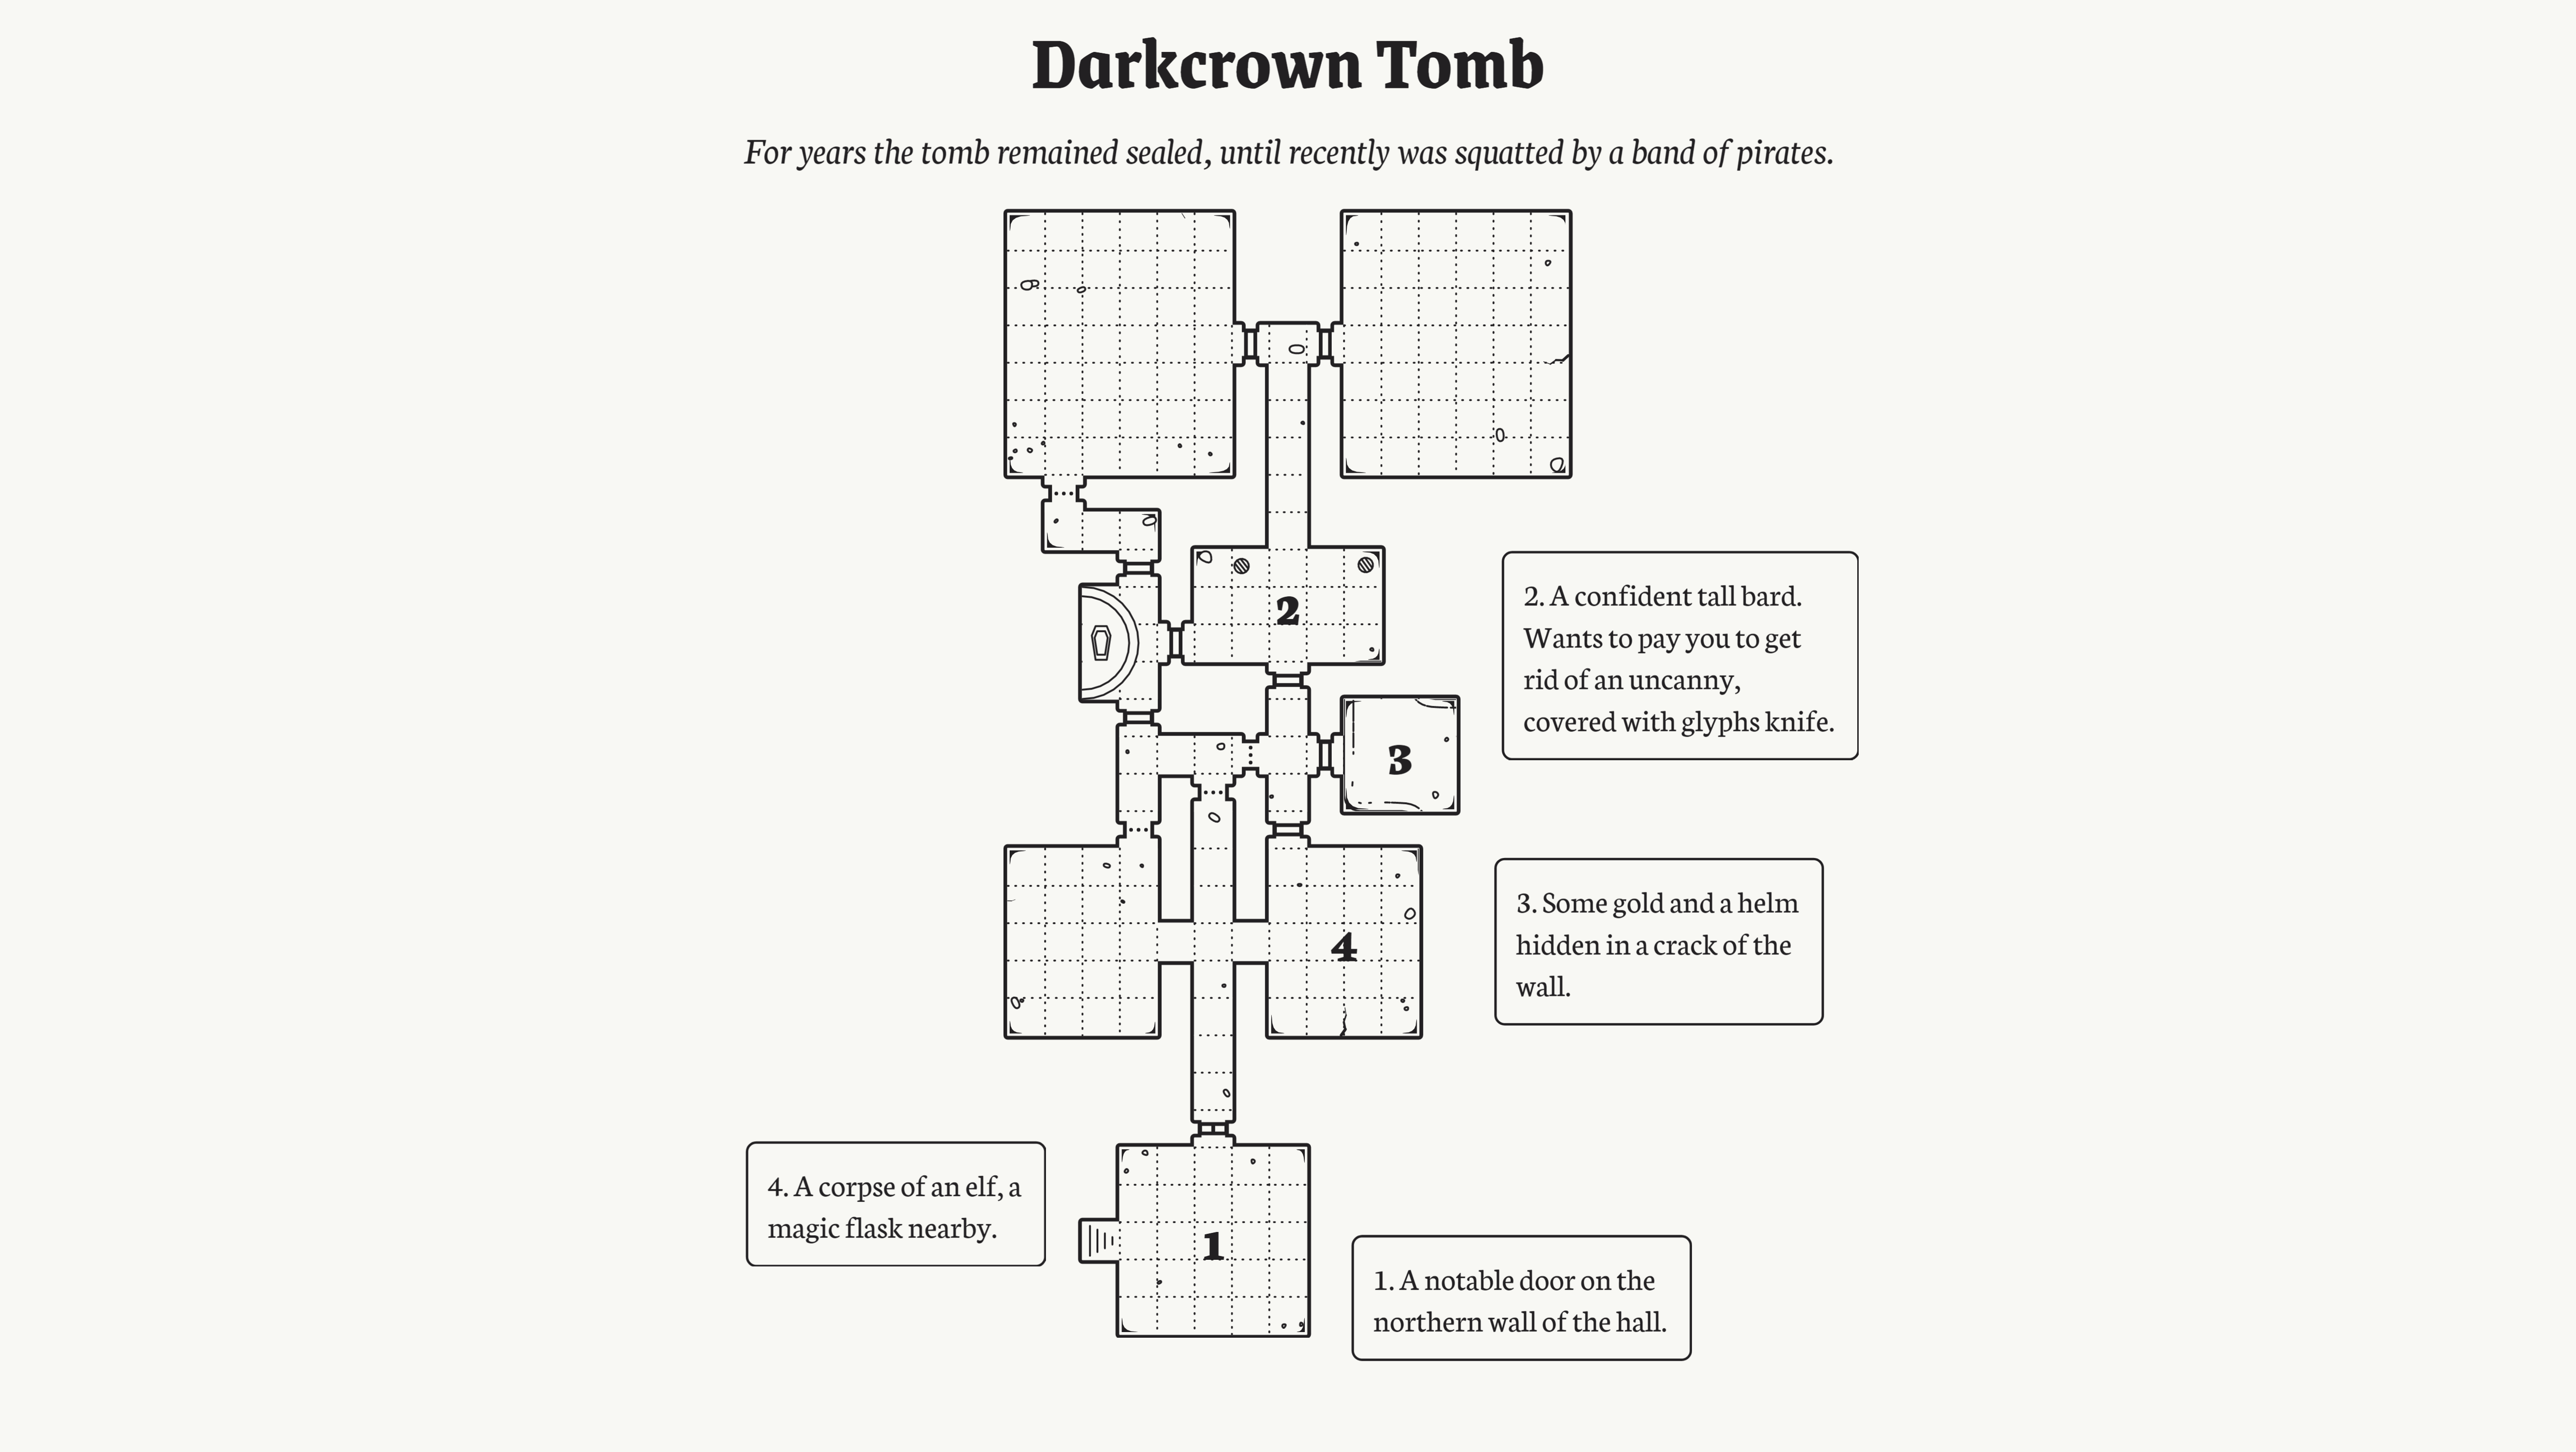 Darkcrown Tomb
For years the tomb remained sealed, until recently was squatted by a band of pirates.
2
2. A confident tall bard.
Wants to pay you to get
rid of an uncanny,
covered with glyphs knife.
3
3. Some gold and a helm
hidden in a crack of the
wall.
4
4. A corpse of an elf, a
magic flask nearby.
1
1. A notable door on the
northern wall of the hall.